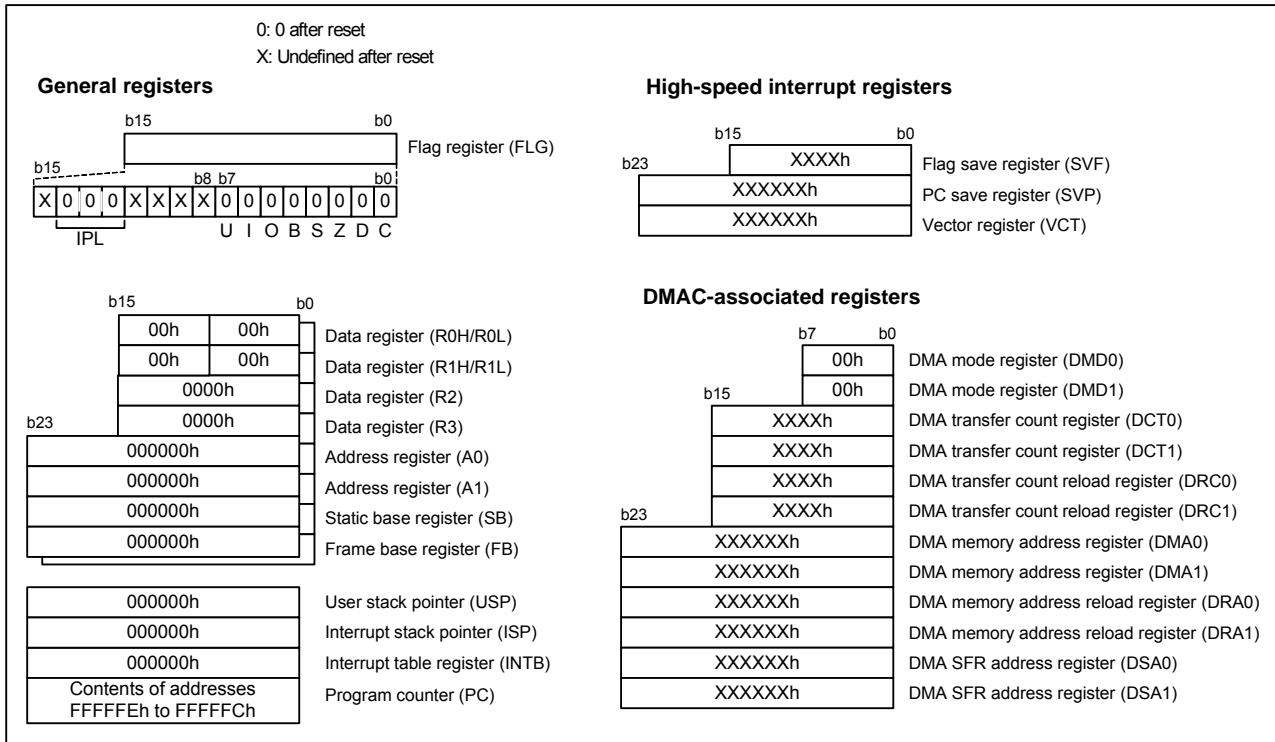 0: 0 after reset
X: Undefined after reset
General registers
b15 b0
Flag register (FLG)
b15 b8 b7 b0
X 0 0 0 X X X X 0 0 0 0 0 0 0 0
IPL U I O B S Z D C
b15 b0
00h 00h Data register (R0H/R0L)
00h 00h Data register (R1H/R1L)
0000h Data register (R2)
b23 0000h Data register (R3)
000000h Address register (A0)
000000h Address register (A1)
000000h Static base register (SB)
000000h Frame base register (FB)
000000h User stack pointer (USP)
000000h Interrupt stack pointer (ISP)
000000h Interrupt table register (INTB)
Contents of addresses
FFFFFEh to FFFFFCh
Program counter (PC)
High-speed interrupt registers
b15 b0
b23 XXXXh Flag save register (SVF)
XXXXXXh PC save register (SVP)
XXXXXXh Vector register (VCT)
DMAC-associated registers
b7 b0
00h DMA mode register (DMD0)
b15 00h DMA mode register (DMD1)
XXXXh DMA transfer count register (DCT0)
XXXXh DMA transfer count register (DCT1)
XXXXh DMA transfer count reload register (DRC0)
b23 XXXXh DMA transfer count reload register (DRC1)
XXXXXXh DMA memory address register (DMA0)
XXXXXXh DMA memory address register (DMA1)
XXXXXXh DMA memory address reload register (DRA0)
XXXXXXh DMA memory address reload register (DRA1)
XXXXXXh DMA SFR address register (DSA0)
XXXXXXh DMA SFR address register (DSA1)